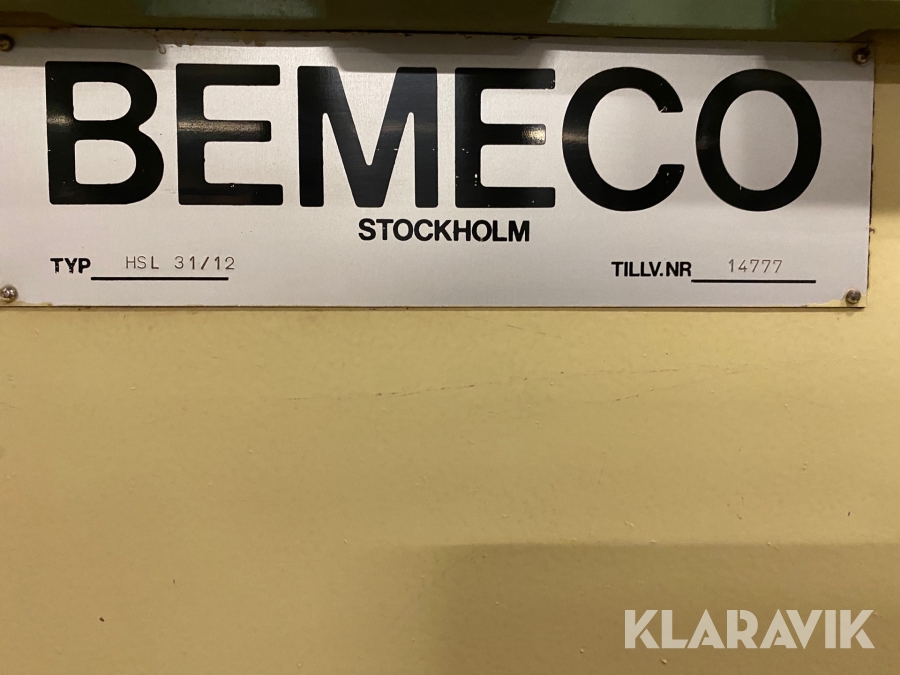 BEMECO
STOCKHOLM
TYP HSL 31/12 TILLV.NR 14777
KLARAVIK